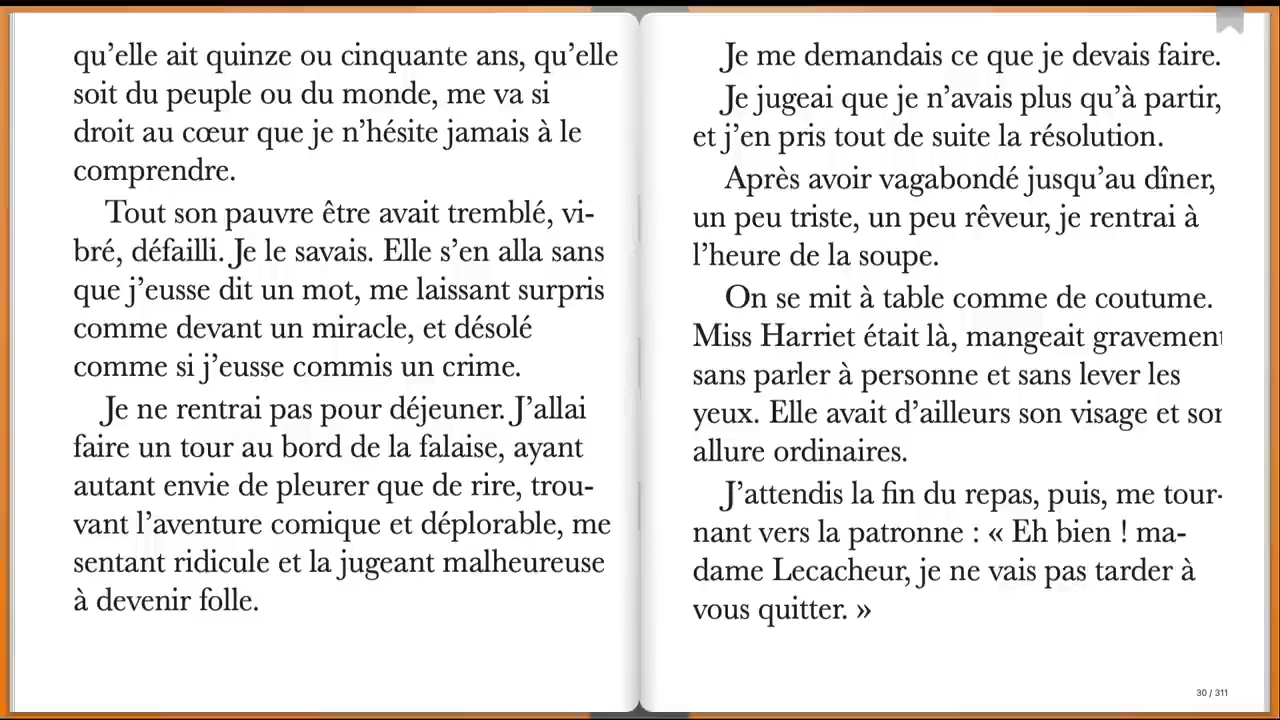 qu’elle ait quinze ou cinquante ans, qu’elle
soit du peuple ou du monde, me va si
droit au cœur que je n’hésite jamais à le
comprendre.
Tout son pauvre être avait tremblé, vi-
bré, défailli. Je le savais. Elle s’en alla sans
que j’eusse dit un mot, me laissant surpris
comme devant un miracle, et désolé
comme si j’eusse commis un crime.
Je ne rentrai pas pour déjeuner. J’allai
faire un tour au bord de la falaise, ayant
autant envie de pleurer que de rire, trou-
vant l’aventure comique et déplorable, me
sentant ridicule et la jugeant malheureuse
à devenir folle.
Je me demandais ce que je devais faire.
Je jugeai que je n’avais plus qu’à partir,
et j’en pris tout de suite la résolution.
Après avoir vagabondé jusqu’au dîner,
un peu triste, un peu rêveur, je rentrai à
l’heure de la soupe.
On se mit à table comme de coutume.
Miss Harriet était là, mangeait gravement
sans parler à personne et sans lever les
yeux. Elle avait d’ailleurs son visage et son
allure ordinaires.
J’attendis la fin du repas, puis, me tour-
nant vers la patronne : « Eh bien ! ma-
dame Lecacheur, je ne vais pas tarder à
vous quitter. »
30 / 311